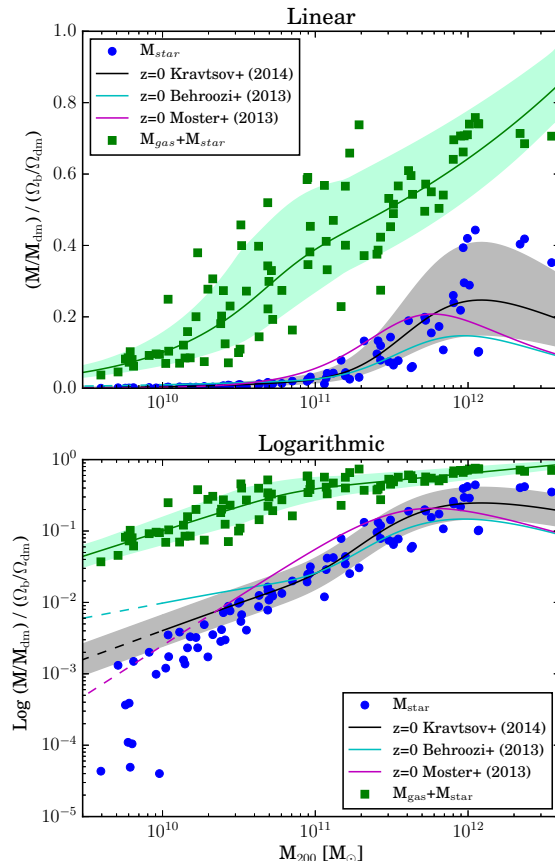 Linear
1.0
0.8
0.6
0.4
0.2
0.0
(M/M_dm) / (Ω_b/Ω_dm)
M_star
z=0 Kravtsov+ (2014)
z=0 Behroozi+ (2013)
z=0 Moster+ (2013)
M_gas+M_star
10^10
10^11
10^12
Logarithmic
10^0
10^-1
10^-2
10^-3
10^-4
10^-5
Log (M/M_dm) / (Ω_b/Ω_dm)
M_star
z=0 Kravtsov+ (2014)
z=0 Behroozi+ (2013)
z=0 Moster+ (2013)
M_gas+M_star
10^10
10^11
10^12
M_200 [M_⊙]